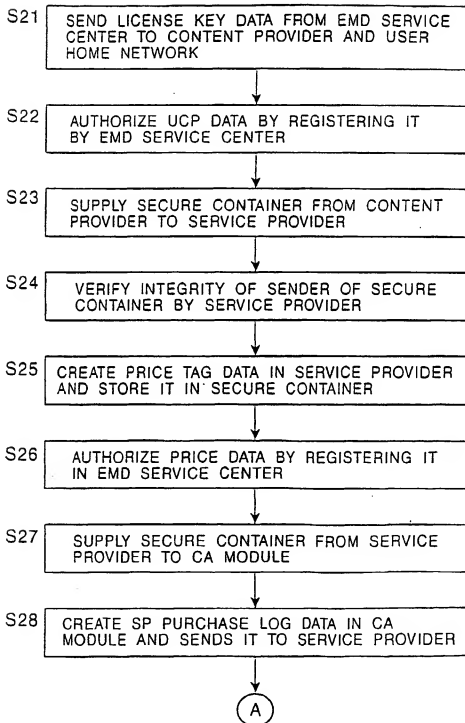 S21
SEND LICENSE KEY DATA FROM EMD SERVICE
CENTER TO CONTENT PROVIDER AND USER
HOME NETWORK
S22
AUTHORIZE UCP DATA BY REGISTERING IT
BY EMD SERVICE CENTER
S23
SUPPLY SECURE CONTAINER FROM CONTENT
PROVIDER TO SERVICE PROVIDER
S24
VERIFY INTEGRITY OF SENDER OF SECURE
CONTAINER BY SERVICE PROVIDER
S25
CREATE PRICE TAG DATA IN SERVICE PROVIDER
AND STORE IT IN SECURE CONTAINER
S26
AUTHORIZE PRICE DATA BY REGISTERING IT
IN EMD SERVICE CENTER
S27
SUPPLY SECURE CONTAINER FROM SERVICE
PROVIDER TO CA MODULE
S28
CREATE SP PURCHASE LOG DATA IN CA
MODULE AND SENDS IT TO SERVICE PROVIDER
A